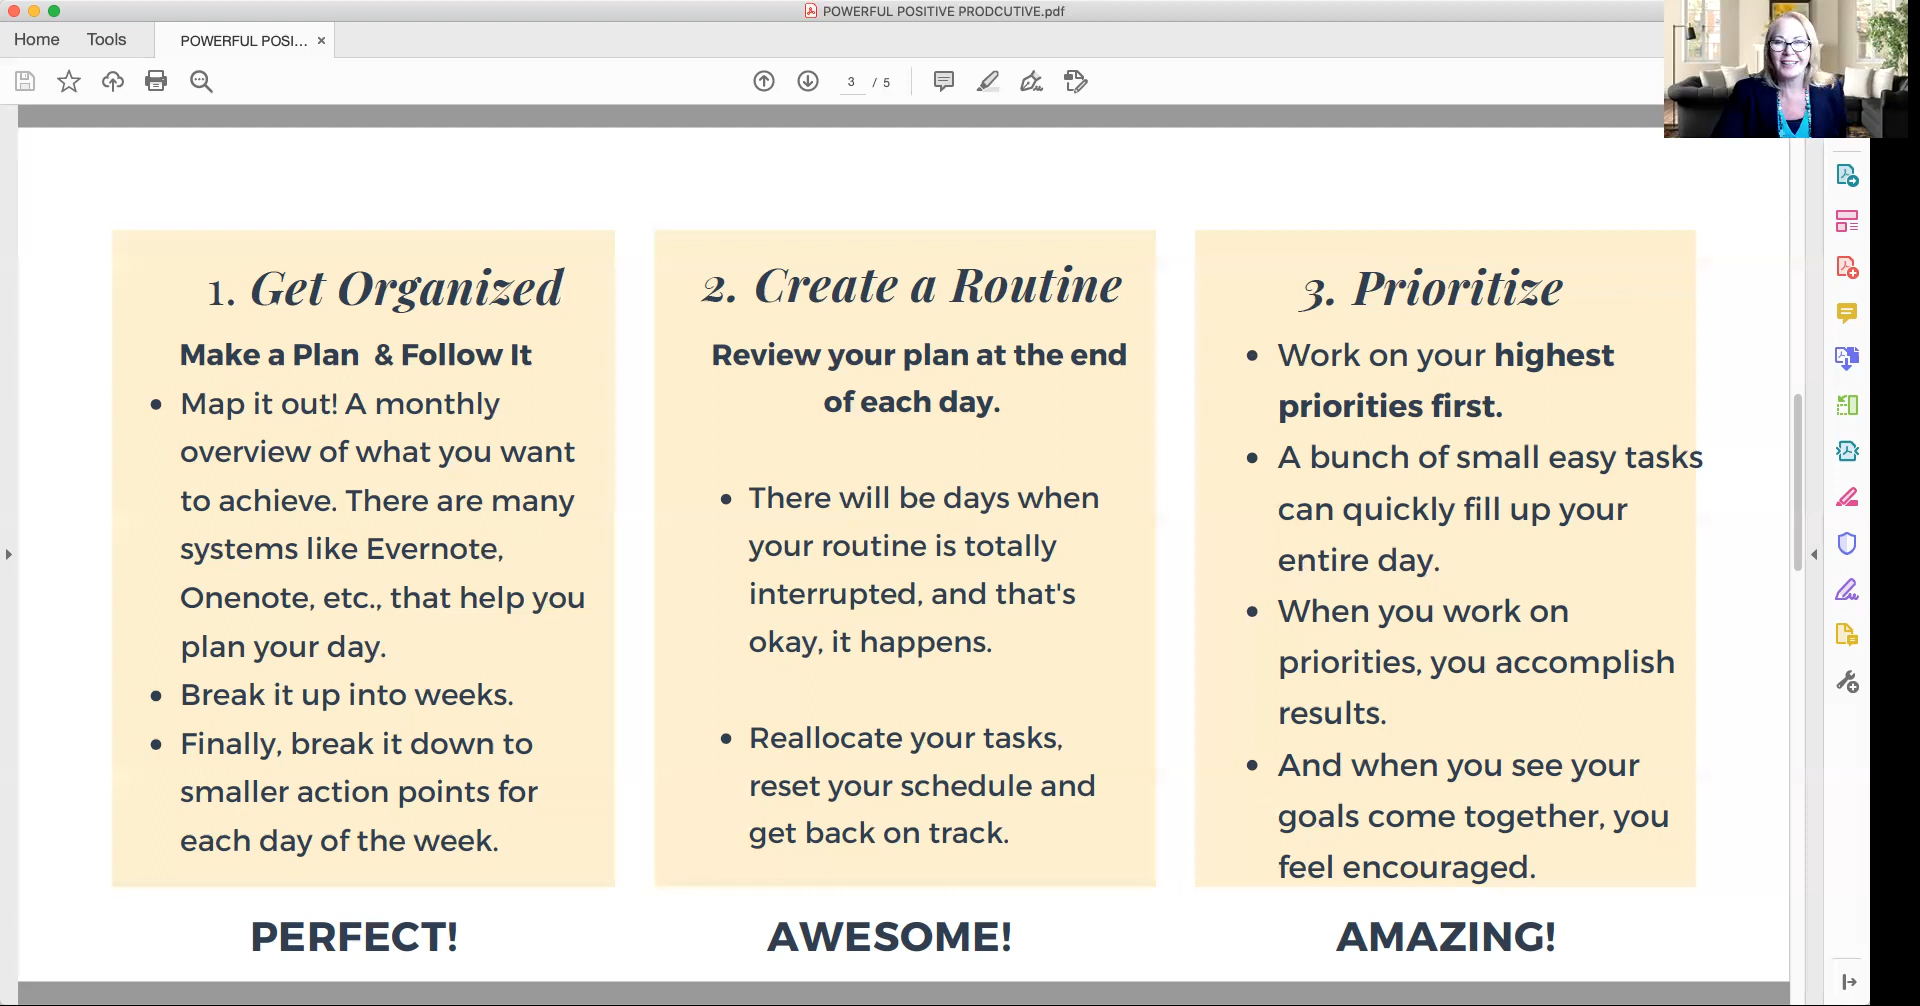 POWERFUL POSITIVE PRODCUTIVE.pdf
Home Tools POWERFUL POSI... ×
3 / 5
1. Get Organized
Make a Plan & Follow It
• Map it out! A monthly
overview of what you want
to achieve. There are many
systems like Evernote,
Onenote, etc., that help you
plan your day.
• Break it up into weeks.
• Finally, break it down to
smaller action points for
each day of the week.
PERFECT!
2. Create a Routine
Review your plan at the end
of each day.
• There will be days when
your routine is totally
interrupted, and that's
okay, it happens.
• Reallocate your tasks,
reset your schedule and
get back on track.
AWESOME!
3. Prioritize
• Work on your highest
priorities first.
• A bunch of small easy tasks
can quickly fill up your
entire day.
• When you work on
priorities, you accomplish
results.
• And when you see your
goals come together, you
feel encouraged.
AMAZING!